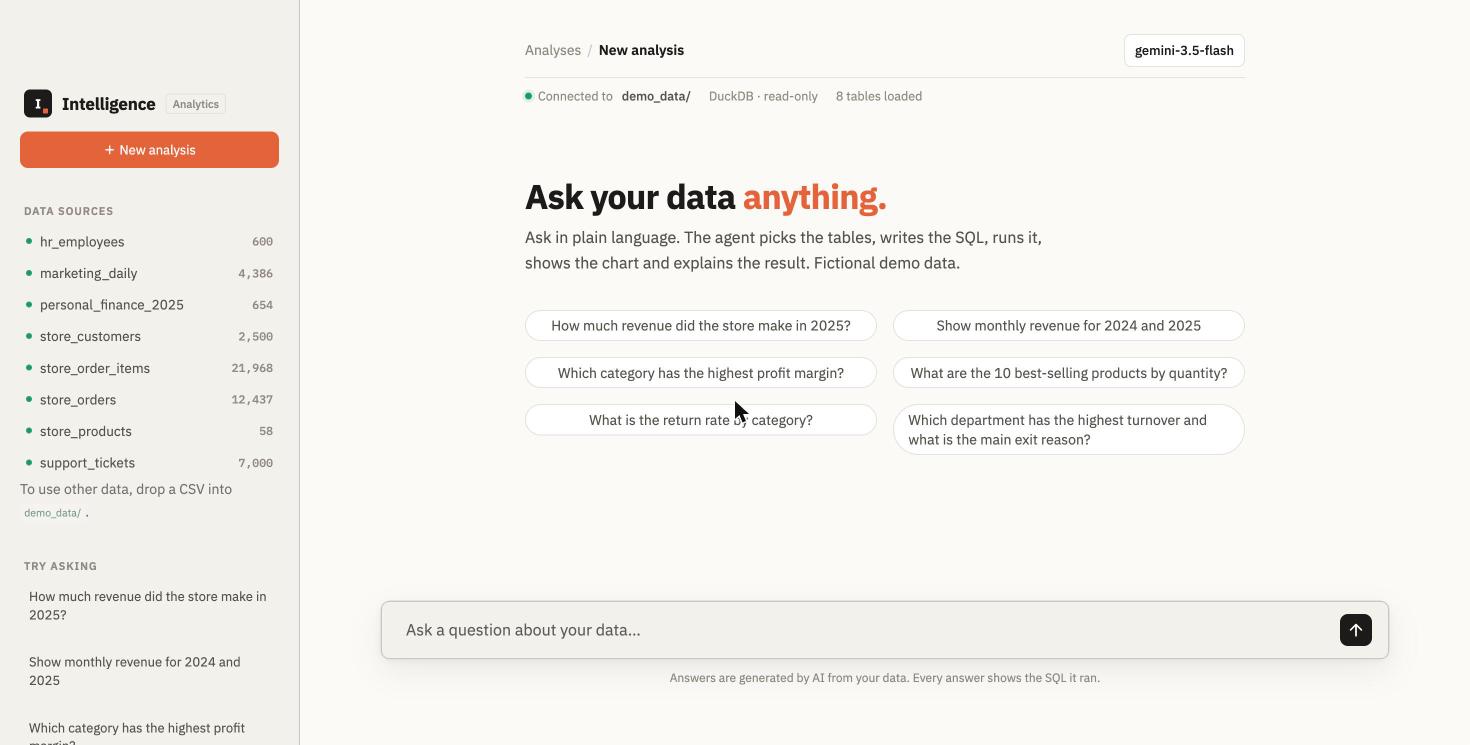 I. Intelligence Analytics
+ New analysis
DATA SOURCES
hr_employees 600
marketing_daily 4,386
personal_finance_2025 654
store_customers 2,500
store_order_items 21,968
store_orders 12,437
store_products 58
support_tickets 7,000
To use other data, drop a CSV into
demo_data/ .
TRY ASKING
How much revenue did the store make in
2025?
Show monthly revenue for 2024 and
2025
Which category has the highest profit
margin?
Analyses / New analysis
gemini-3.5-flash
Connected to demo_data/ DuckDB · read-only 8 tables loaded
Ask your data anything.
Ask in plain language. The agent picks the tables, writes the SQL, runs it,
shows the chart and explains the result. Fictional demo data.
How much revenue did the store make in 2025?
Show monthly revenue for 2024 and 2025
Which category has the highest profit margin?
What are the 10 best-selling products by quantity?
What is the return rate by category?
Which department has the highest turnover and
what is the main exit reason?
Ask a question about your data...
Answers are generated by AI from your data. Every answer shows the SQL it ran.